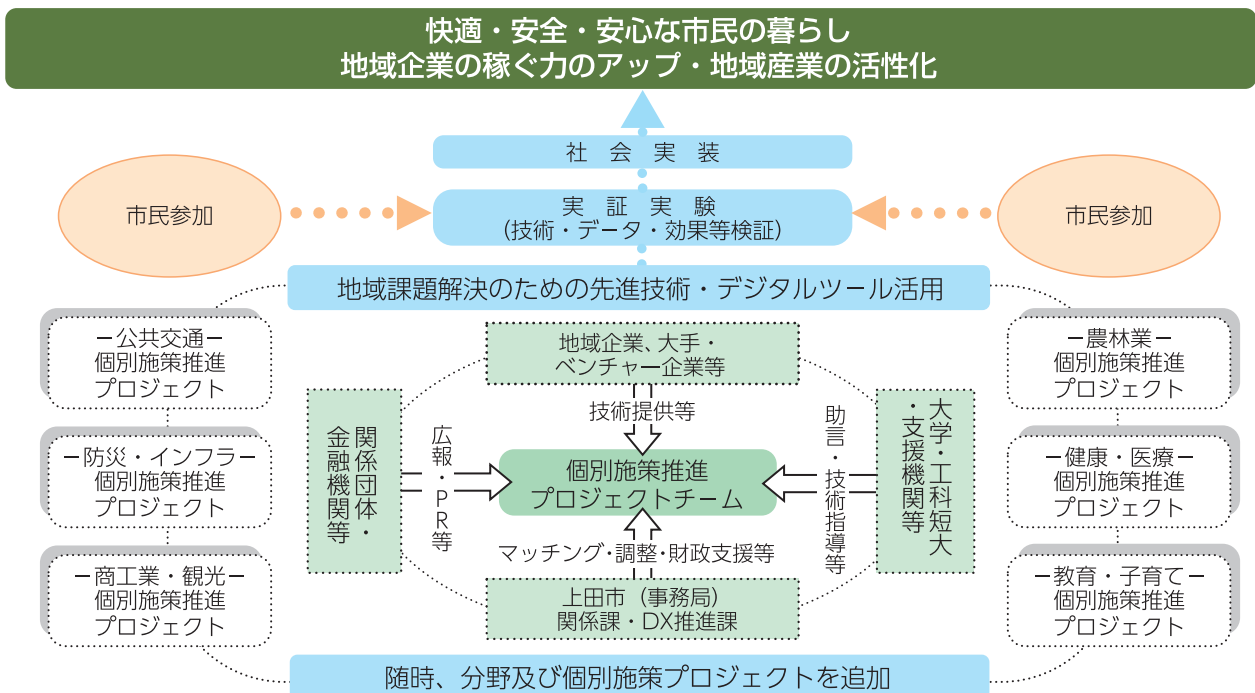 快適・安全・安心な市民の暮らし
地域企業の稼ぐ力のアップ・地域産業の活性化
社会実装
市民参加
実証実験
(技術・データ・効果等検証)
市民参加
地域課題解決のための先進技術・デジタルツール活用
－公共交通－
個別施策推進
プロジェクト
－防災・インフラ－
個別施策推進
プロジェクト
－商工業・観光－
個別施策推進
プロジェクト
地域企業、大手・
ベンチャー企業等
技術提供等
関係団体・
金融機関等
広報・PR等
個別施策推進
プロジェクトチーム
助言・技術指導等
大学・工科短大
・支援機関等
マッチング・調整・財政支援等
上田市（事務局）
関係課・DX推進課
－農林業－
個別施策推進
プロジェクト
－健康・医療－
個別施策推進
プロジェクト
－教育・子育て－
個別施策推進
プロジェクト
随時、分野及び個別施策プロジェクトを追加